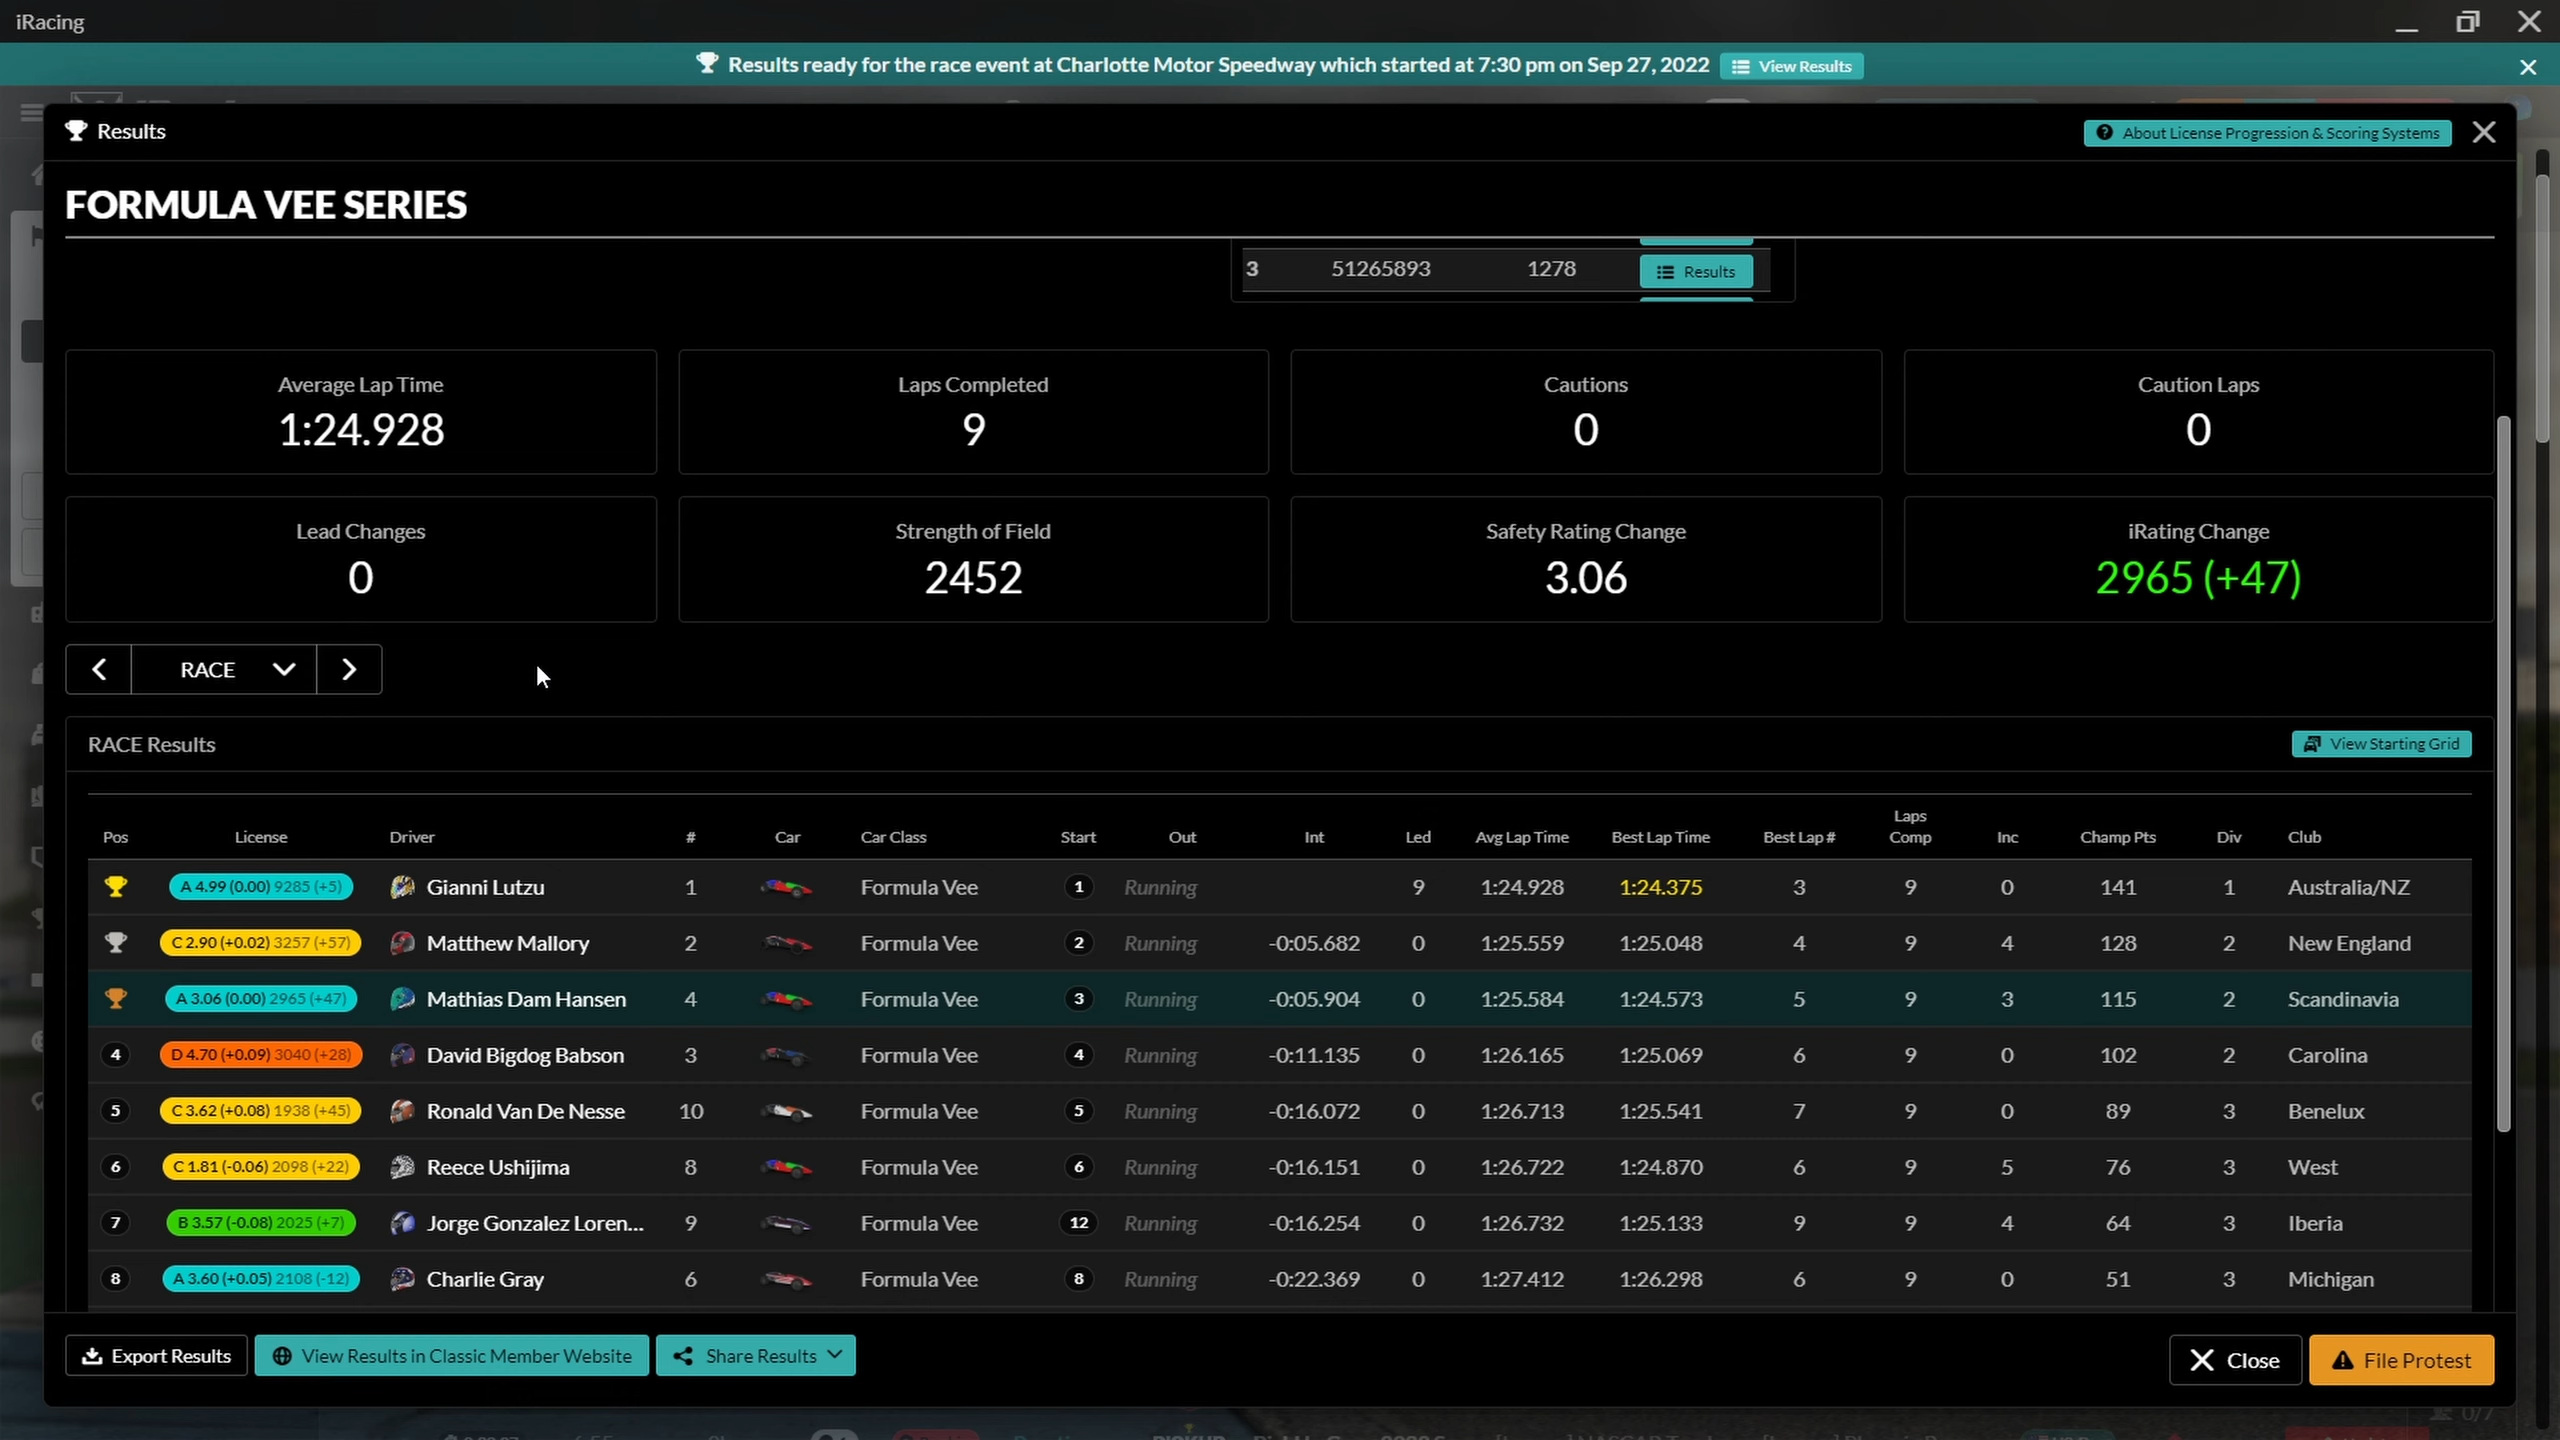 iRacing
Results ready for the race event at Charlotte Motor Speedway which started at 7:30 pm on Sep 27, 2022 View Results
Results About License Progression & Scoring Systems
FORMULA VEE SERIES
3 51265893 1278 Results
Average Lap Time Laps Completed Cautions Caution Laps
1:24.928 9 0 0
Lead Changes Strength of Field Safety Rating Change iRating Change
0 2452 3.06 2965 (+47)
RACE
RACE Results View Starting Grid
Pos License Driver # Car Car Class Start Out Int Led Avg Lap Time Best Lap Time Best Lap # Laps Comp Inc Champ Pts Div Club
A 4.99 (0.00) 9285 (+5) Gianni Lutzu 1 Formula Vee 1 Running 9 1:24.928 1:24.375 3 9 0 141 1 Australia/NZ
C 2.90 (+0.02) 3257 (+57) Matthew Mallory 2 Formula Vee 2 Running -0:05.682 0 1:25.559 1:25.048 4 9 4 128 2 New England
A 3.06 (0.00) 2965 (+47) Mathias Dam Hansen 4 Formula Vee 3 Running -0:05.904 0 1:25.584 1:24.573 5 9 3 115 2 Scandinavia
4 D 4.70 (+0.09) 3040 (+28) David Bigdog Babson 3 Formula Vee 4 Running -0:11.135 0 1:26.165 1:25.069 6 9 0 102 2 Carolina
5 C 3.62 (+0.08) 1938 (+45) Ronald Van De Nesse 10 Formula Vee 5 Running -0:16.072 0 1:26.713 1:25.541 7 9 0 89 3 Benelux
6 C 1.81 (-0.06) 2098 (+22) Reece Ushijima 8 Formula Vee 6 Running -0:16.151 0 1:26.722 1:24.870 6 9 5 76 3 West
7 B 3.57 (-0.08) 2025 (+7) Jorge Gonzalez Loren... 9 Formula Vee 12 Running -0:16.254 0 1:26.732 1:25.133 9 9 4 64 3 Iberia
8 A 3.60 (+0.05) 2108 (-12) Charlie Gray 6 Formula Vee 8 Running -0:22.369 0 1:27.412 1:26.298 6 9 0 51 3 Michigan
Export Results View Results in Classic Member Website Share Results Close File Protest
0/7